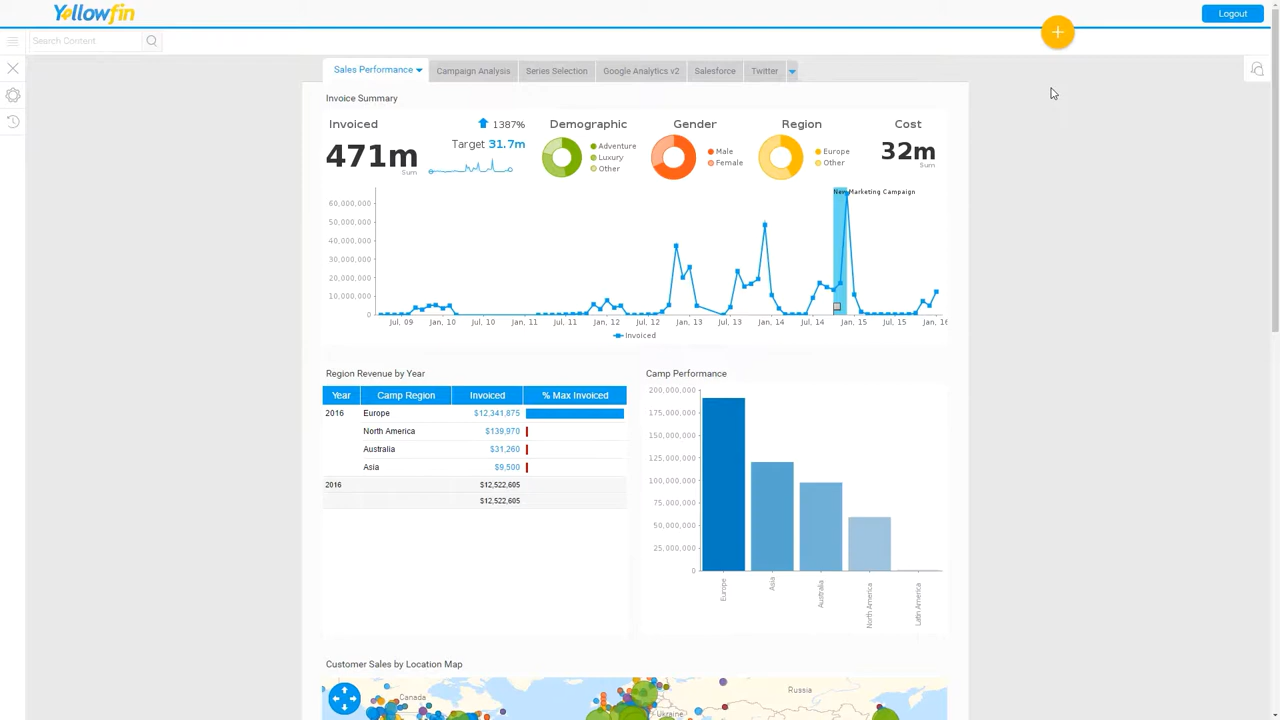 Yellowfin
Logout
Search Content
Sales Performance
Campaign Analysis
Series Selection
Google Analytics v2
Salesforce
Twitter
Invoice Summary
Invoiced
471m
Sum
1387%
Target 31.7m
Demographic
Adventure
Luxury
Other
Gender
Male
Female
Region
Europe
Other
Cost
32m
Sum
New Marketing Campaign
60,000,000
50,000,000
40,000,000
30,000,000
20,000,000
10,000,000
0
Jul, 09 Jan, 10 Jul, 10 Jan, 11 Jul, 11 Jan, 12 Jul, 12 Jan, 13 Jul, 13 Jan, 14 Jul, 14 Jan, 15 Jul, 15 Jan, 16
Invoiced
Region Revenue by Year
Year Camp Region Invoiced % Max Invoiced
2016 Europe $12,341,875
North America $139,970
Australia $31,260
Asia $9,500
2016 $12,522,605
$12,522,605
Camp Performance
200,000,000
175,000,000
150,000,000
125,000,000
100,000,000
75,000,000
50,000,000
25,000,000
0
Europe
Asia
Australia
North America
Latin America
Customer Sales by Location Map
Canada
Russia
Ukraine